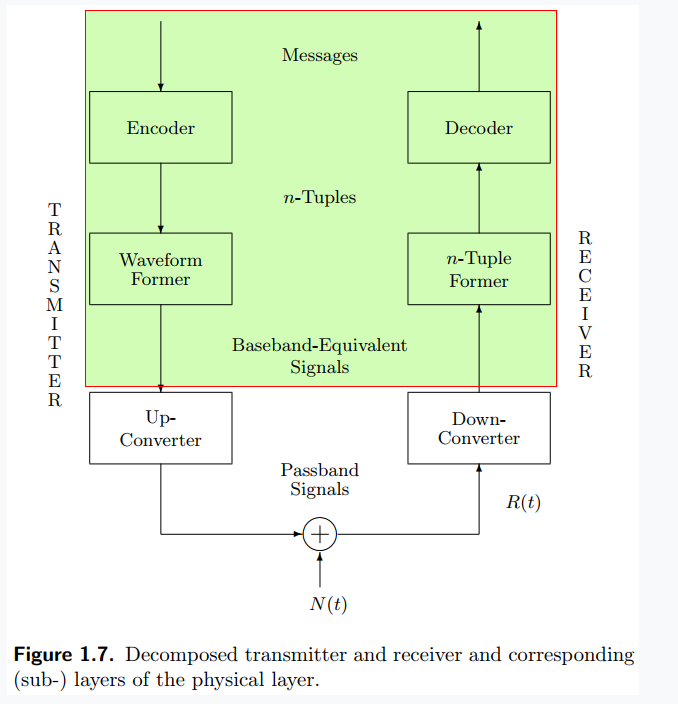 Messages
Encoder
Decoder
n-Tuples
TRANSMITTER
RECEIVER
Waveform
Former
n-Tuple
Former
Baseband-Equivalent
Signals
Up-
Converter
Down-
Converter
Passband
Signals
R(t)
+
N(t)
Figure 1.7. Decomposed transmitter and receiver and corresponding
(sub-) layers of the physical layer.